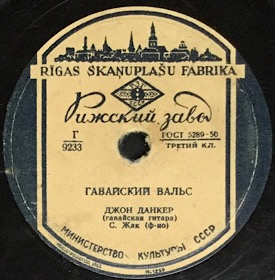 RĪGAS SKAŅUPLAŠU FABRIKA
Рижский завод
Г
9233
ГОСТ 5289-50
ТРЕТИЙ КЛ.
ГАВАЙСКИЙ ВАЛЬС
ДЖОН ДАНКЕР
(гавайская гитара)
С. Жак (ф-но)
МИНИСТЕРСТВО КУЛЬТУРЫ СССР